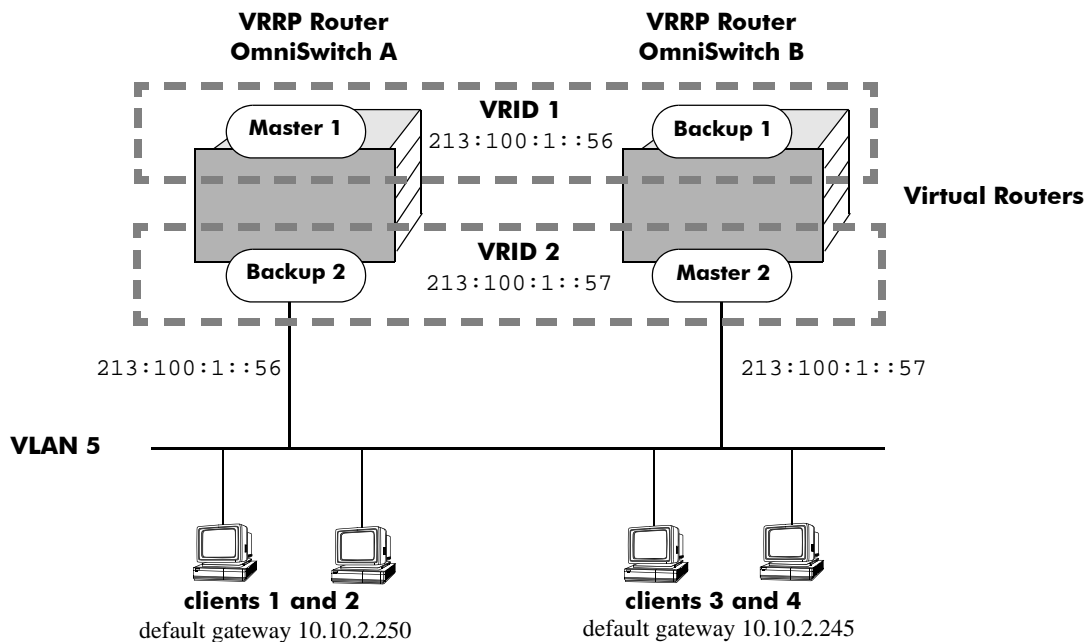 VRRP Router
OmniSwitch A
VRRP Router
OmniSwitch B
VRID 1
Master 1
Backup 1
213:100:1::56
Virtual Routers
VRID 2
Backup 2
Master 2
213:100:1::57
213:100:1::56
213:100:1::57
VLAN 5
clients 1 and 2
clients 3 and 4
default gateway 10.10.2.250
default gateway 10.10.2.245